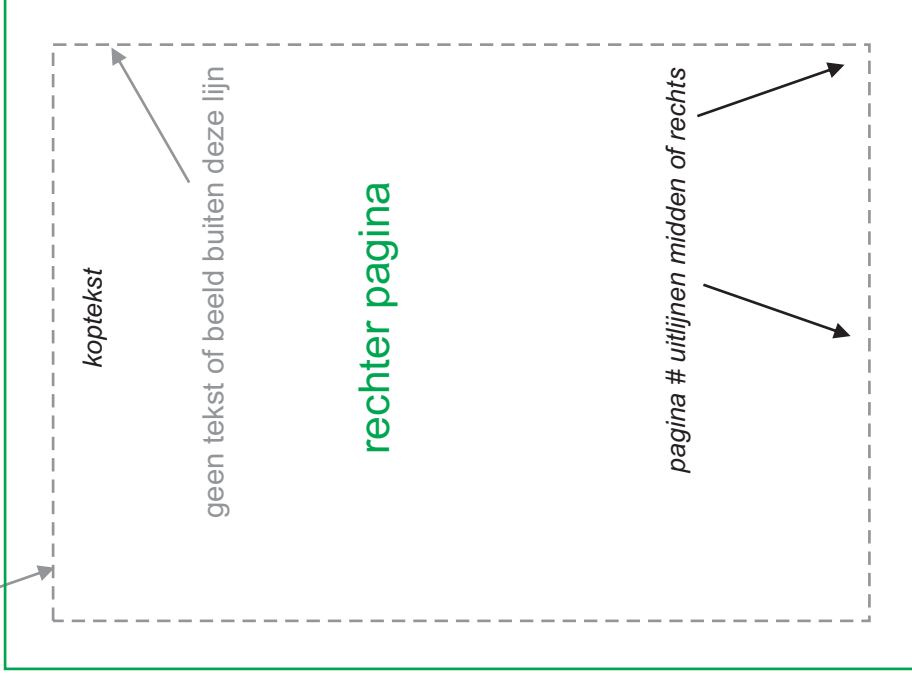 koptekst
geen tekst of beeld buiten deze lijn
rechter pagina
pagina # uitlijnen midden of rechts